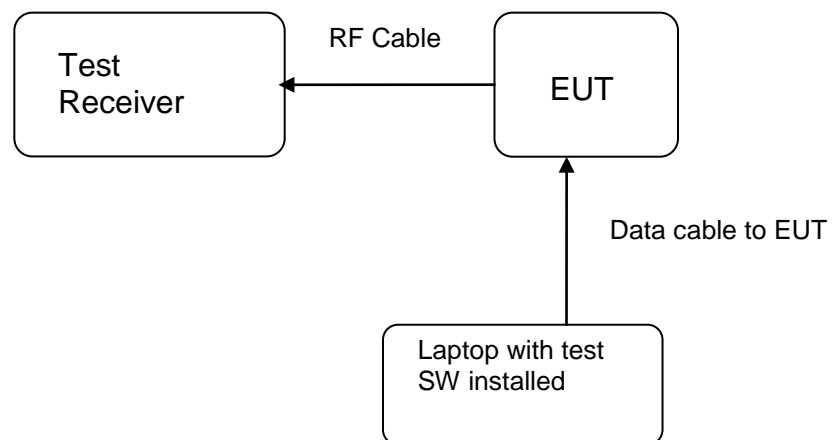 RF Cable
Test
Receiver
EUT
Data cable to EUT
Laptop with test
SW installed